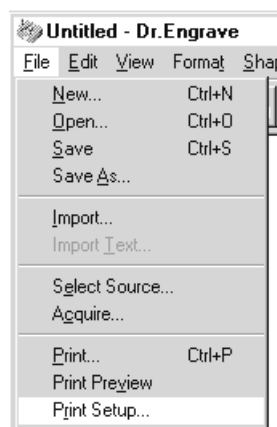 Untitled - Dr.Engrave
File Edit View Format Sha
New... Ctrl+N
Open... Ctrl+O
Save Ctrl+S
Save As...
Import...
Import Text...
Select Source...
Acquire...
Print... Ctrl+P
Print Preview
Print Setup...